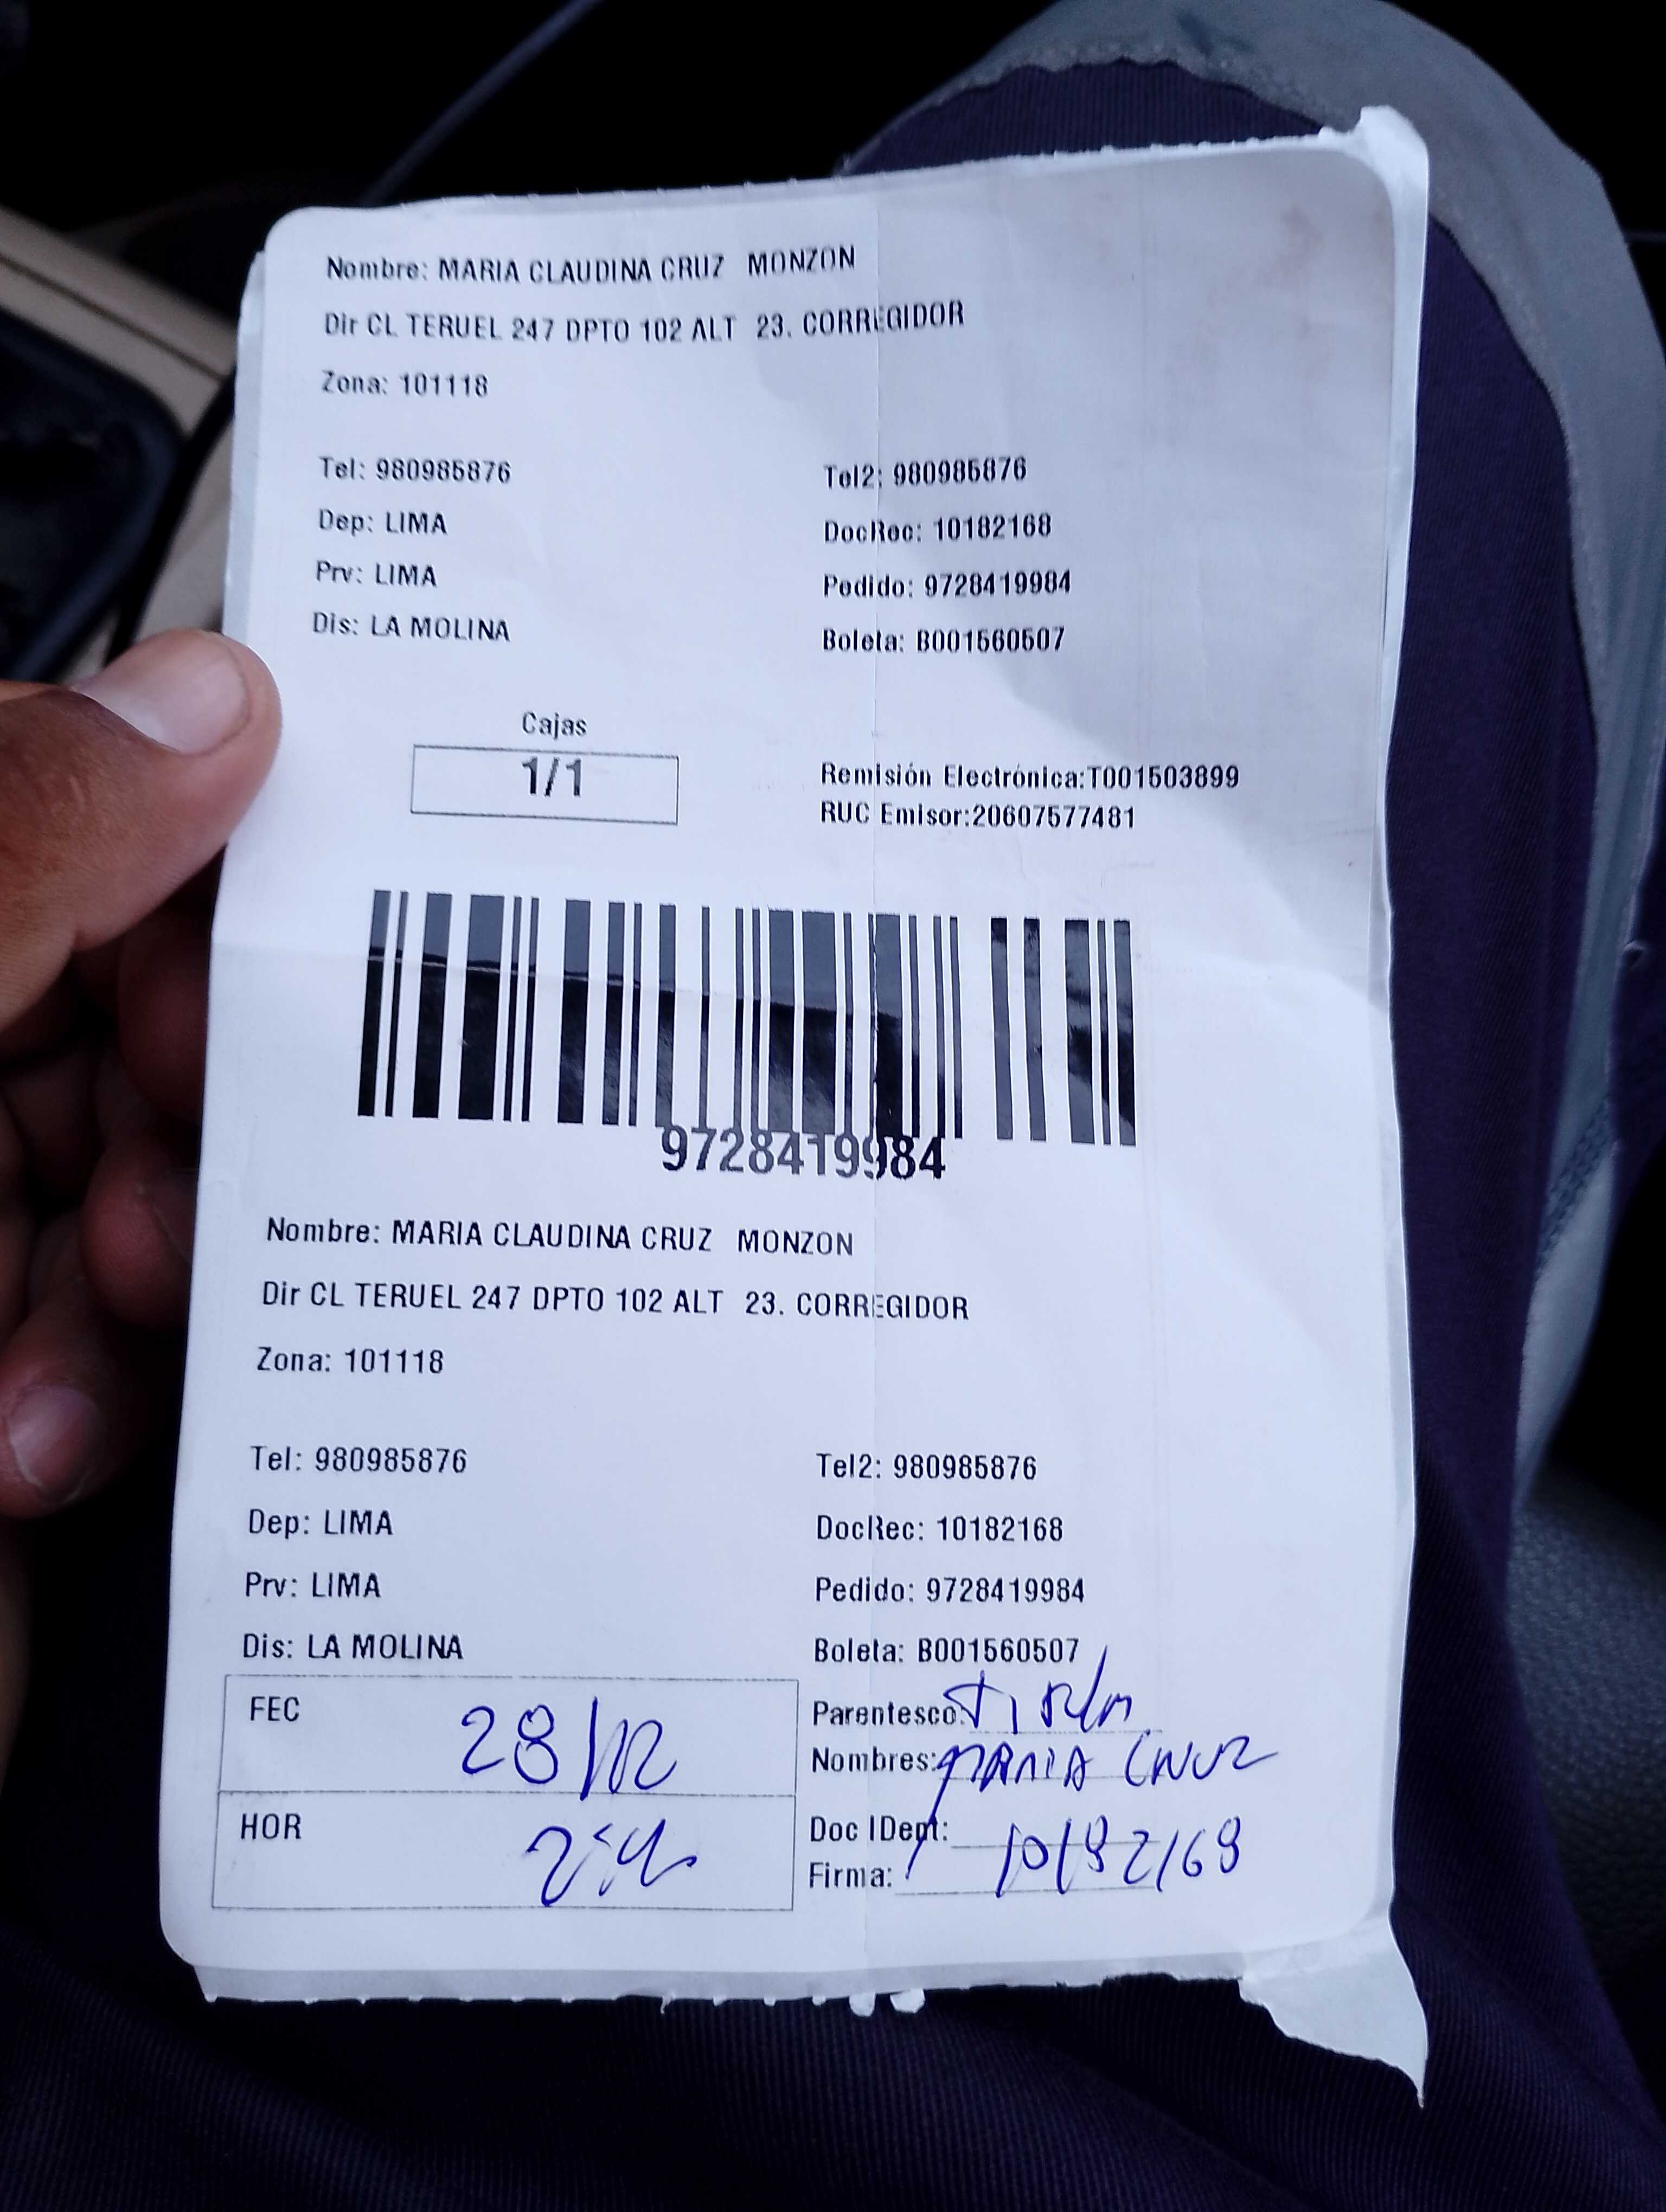 Nombre: MARIA CLAUDINA CRUZ MONZON
Dir CL TERUEL 247 DPTO 102 ALT 23. CORREGIDOR
Zona: 101118
Tel: 980985876 Tel2: 980985876
Dep: LIMA DocRec: 10182168
Prv: LIMA Pedido: 9728419984
Dis: LA MOLINA Boleta: B001560507
Cajas
1/1
Remisión Electrónica:T001503899
RUC Emisor:20607577481
9728419984
Nombre: MARIA CLAUDINA CRUZ MONZON
Dir CL TERUEL 247 DPTO 102 ALT 23. CORREGIDOR
Zona: 101118
Tel: 980985876 Tel2: 980985876
Dep: LIMA DocRec: 10182168
Prv: LIMA Pedido: 9728419984
Dis: LA MOLINA Boleta: B001560507
FEC 28/12 Parentesco:
Nombres: MARIA CRUZ
HOR Doc IDept: 10182168
Firma: